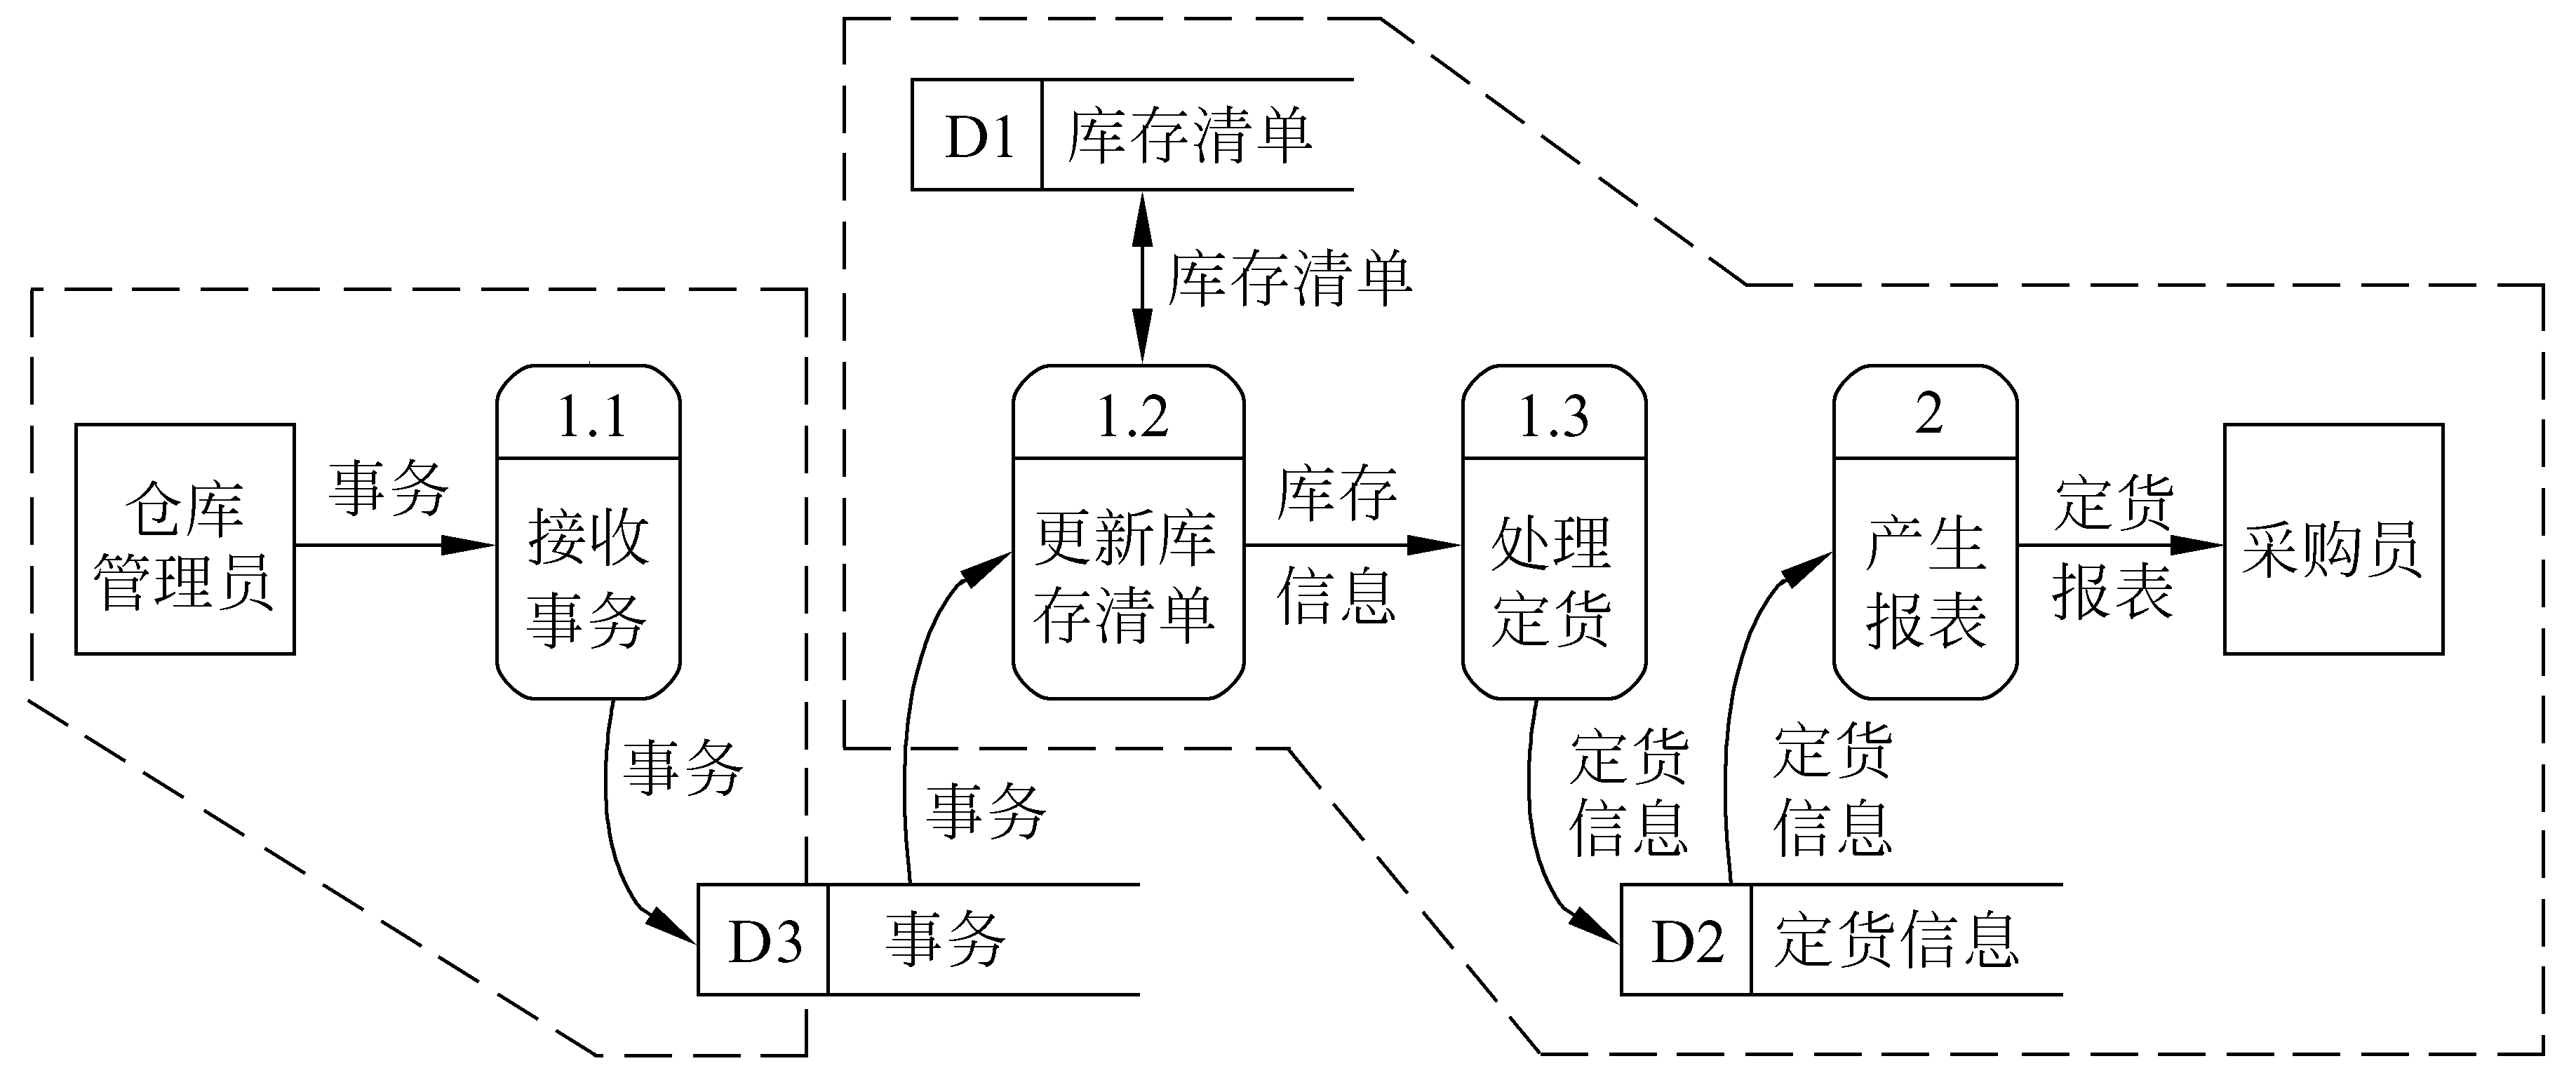 D1
库存清单
库存清单
仓库
管理员
事务
1.1
接收
事务
事务
1.2
更新库
存清单
事务
D3
事务
库存
信息
1.3
处理
定货
定货
信息
D2
定货信息
定货
信息
2
产生
报表
定货
报表
采购员